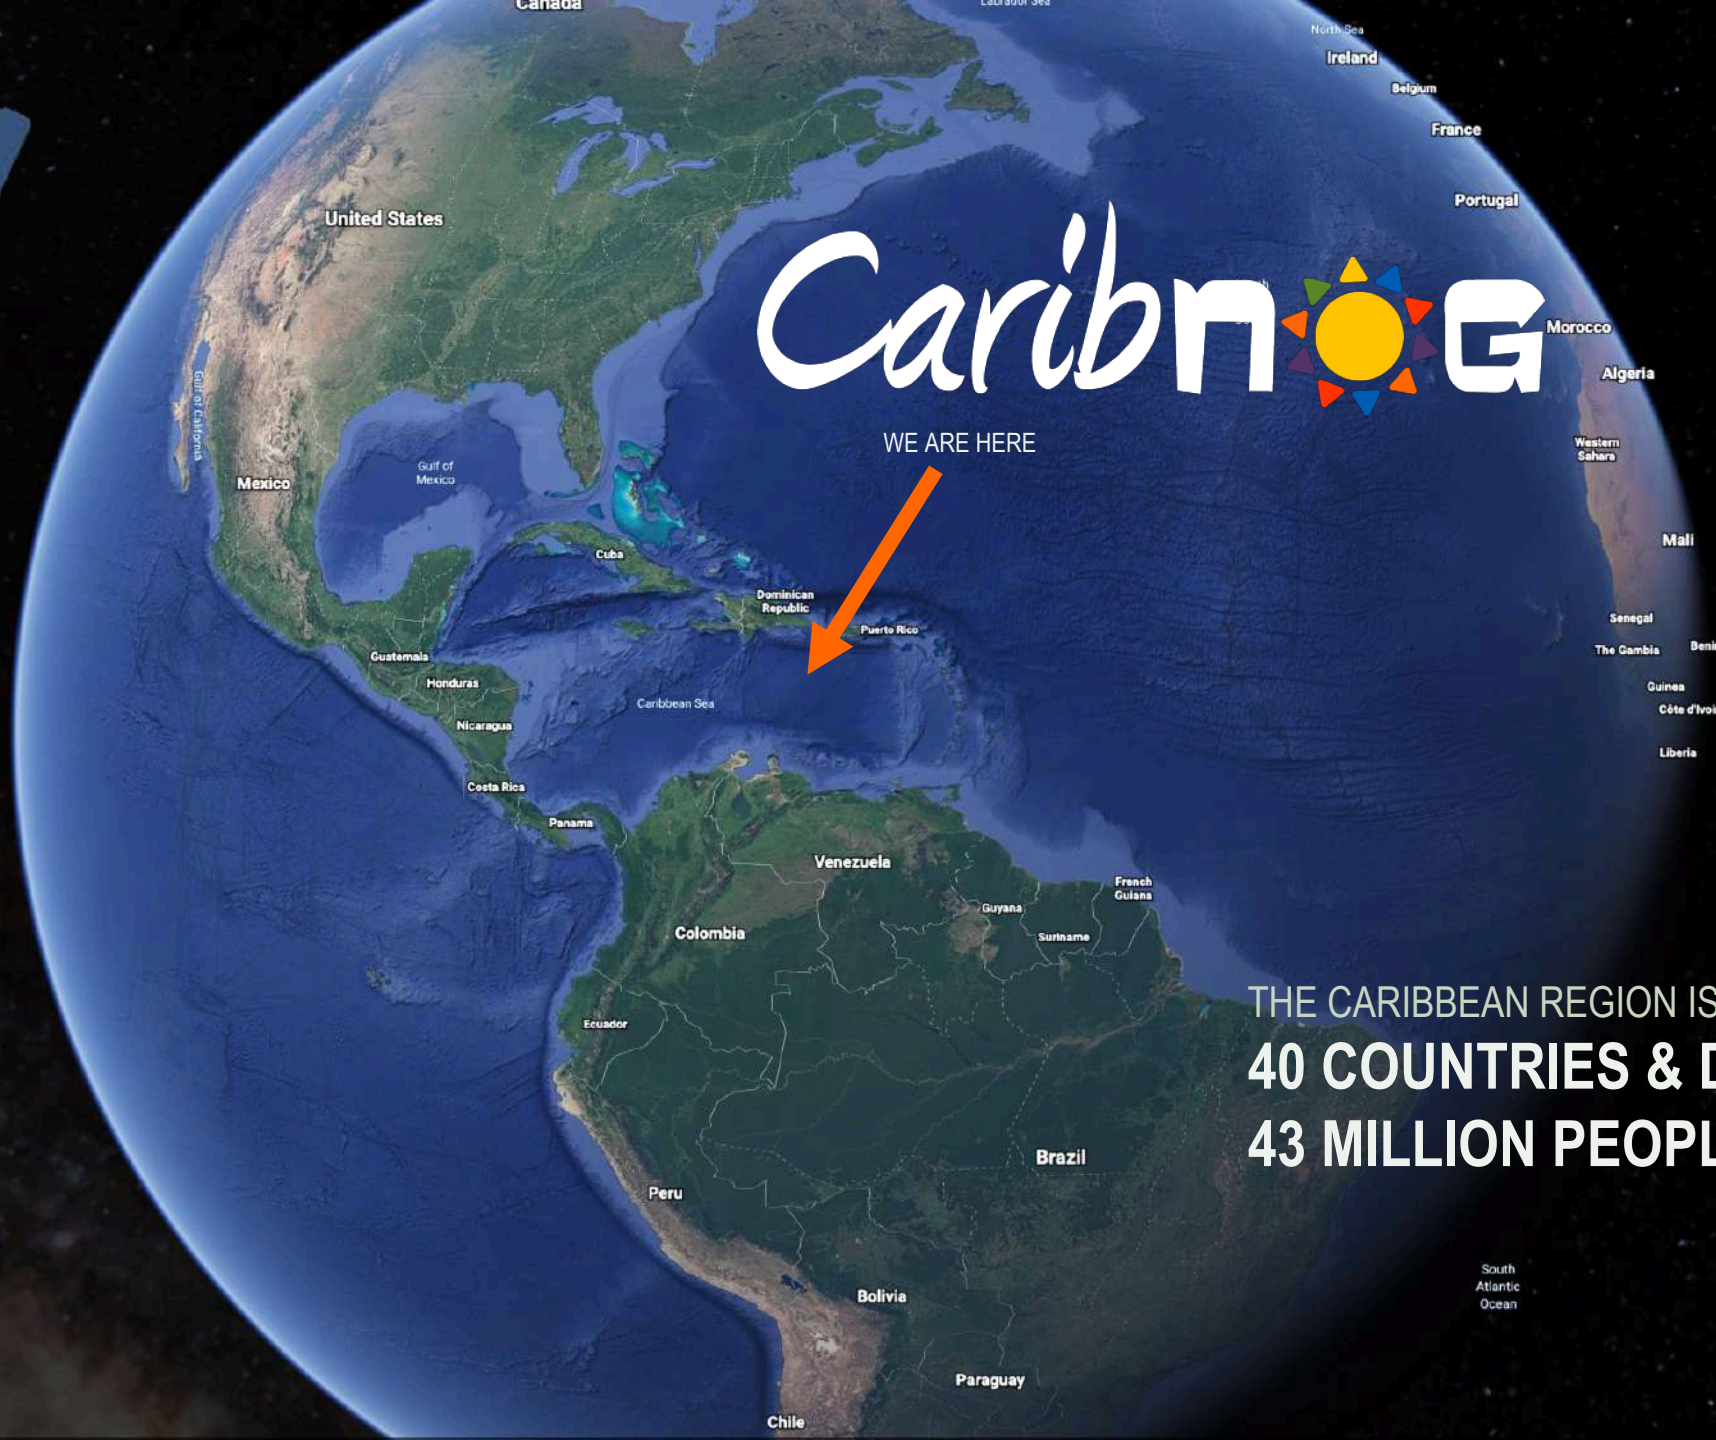 Canada
Labrador Sea
North Sea
Ireland
Belgium
France
Portugal
United States
CaribNOG
Morocco
Algeria
Gulf of California
WE ARE HERE
Western
Sahara
Gulf of
Mexico
Mexico
Mali
Cuba
Dominican
Republic
Puerto Rico
Senegal
The Gambia
Guatemala
Honduras
Guinea
Caribbean Sea
Nicaragua
Liberia
Costa Rica
Panama
Venezuela
French
Guiana
Guyana
Colombia
Suriname
THE CARIBBEAN REGION IS
Ecuador
40 COUNTRIES &
43 MILLION
Brazil
Peru
South
Atlantic
Ocean
Bolivia
Paraguay
Chile